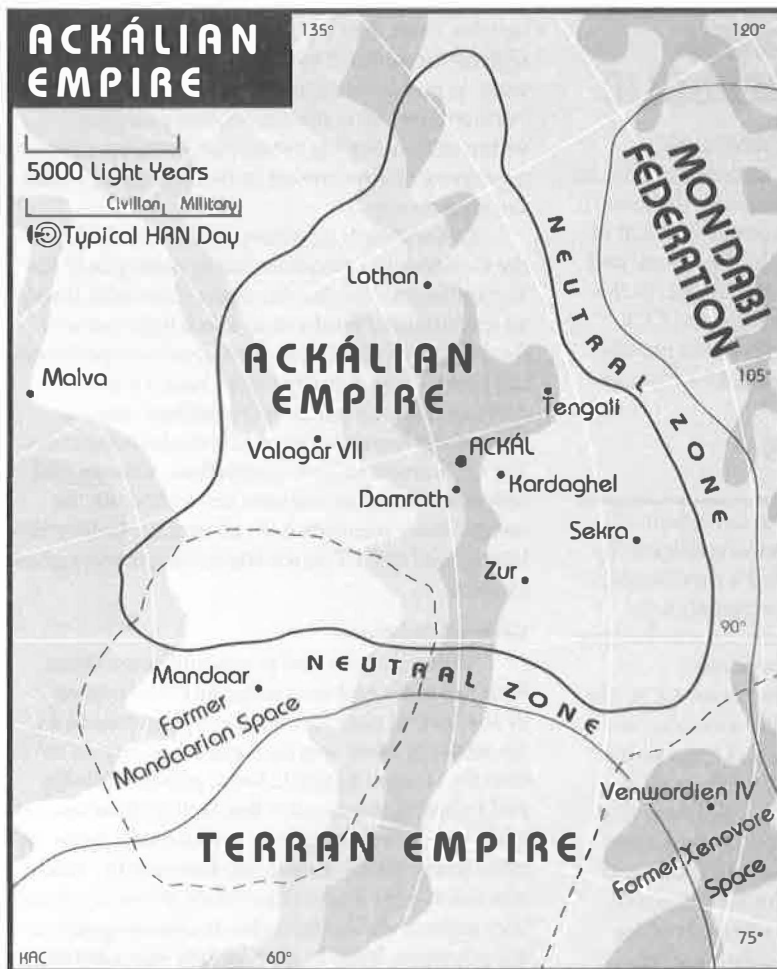 ACKÁLIAN
EMPIRE
135°
120°
5000 Light Years
Civilian Military
Typical HRN Day
MON'DABI
FEDERATION
NEUTRAL ZONE
Lothan
ACKÁLIAN
EMPIRE
105°
Malva
Tengati
Valagár VII
ACKÁL
Kardaghel
Damrath
Sekra
Zur
90°
NEUTRAL ZONE
Mandaar
Former
Mandaarian Space
Venwordien IV
TERRAN EMPIRE
Former Xenovore
Space
KAC
60°
75°